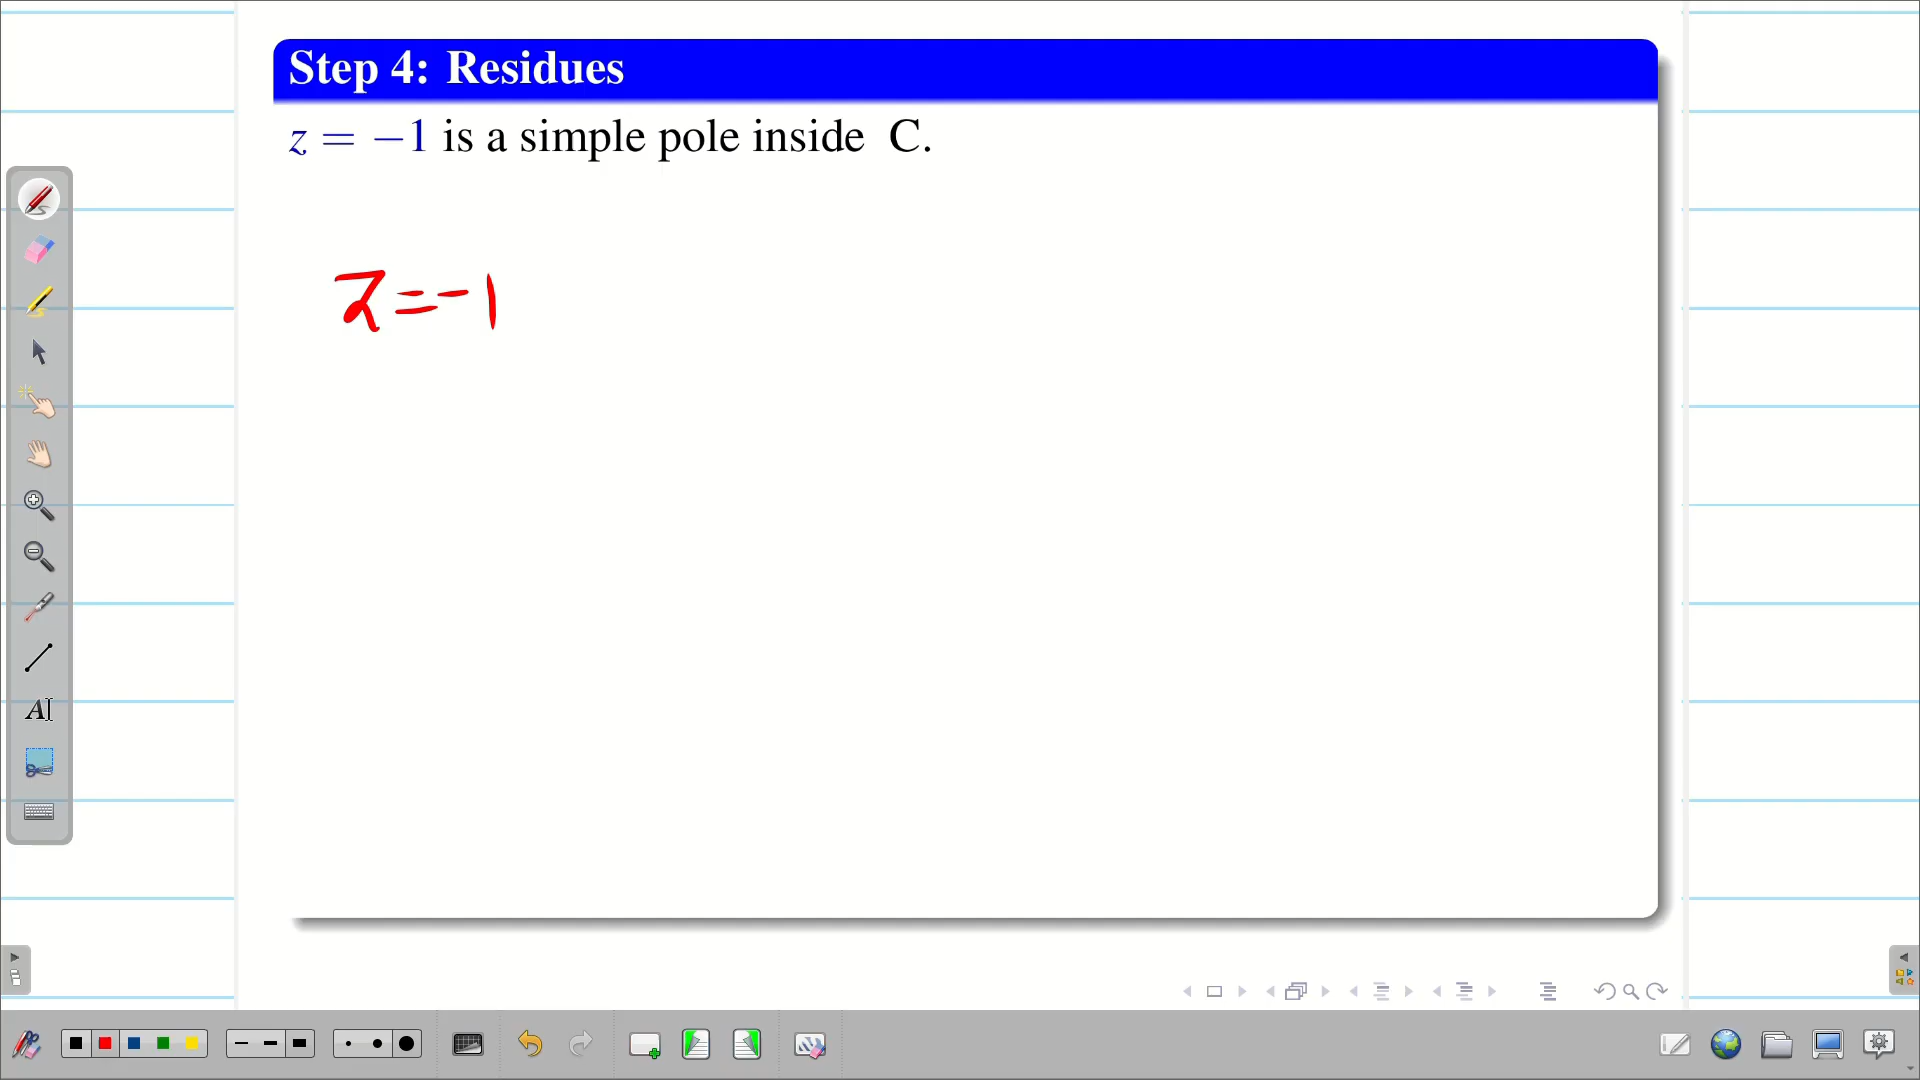 Step 4: Residues
z = −1 is a simple pole inside C.
z = −1